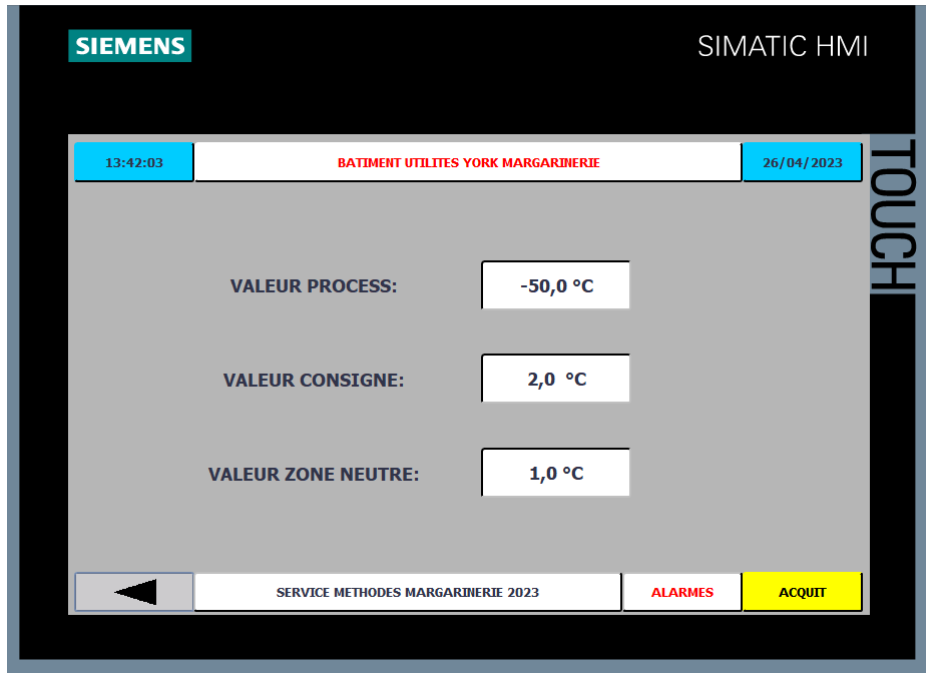 SIEMENS
SIMATIC HMI
TOUCH
13:42:03
BATIMENT UTILITES YORK MARGARINERIE
26/04/2023
VALEUR PROCESS:
-50,0 °C
VALEUR CONSIGNE:
2,0 °C
VALEUR ZONE NEUTRE:
1,0 °C
SERVICE METHODES MARGARINERIE 2023
ALARMES
ACQUIT